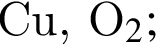 Cu, O₂;